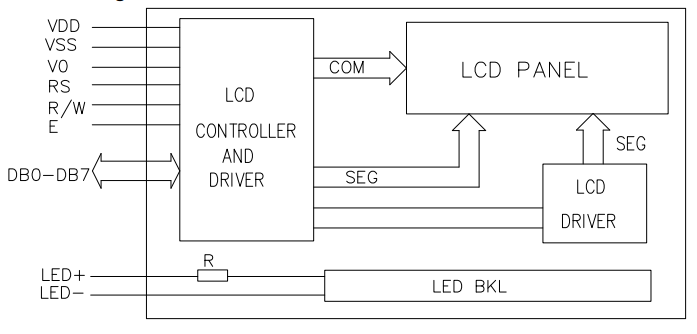 VDD
VSS
VO
RS
R/W
E
DB0-DB7
LCD
CONTROLLER
AND
DRIVER
COM
LCD PANEL
SEG
SEG
LCD
DRIVER
LED+
LED-
R
LED BKL